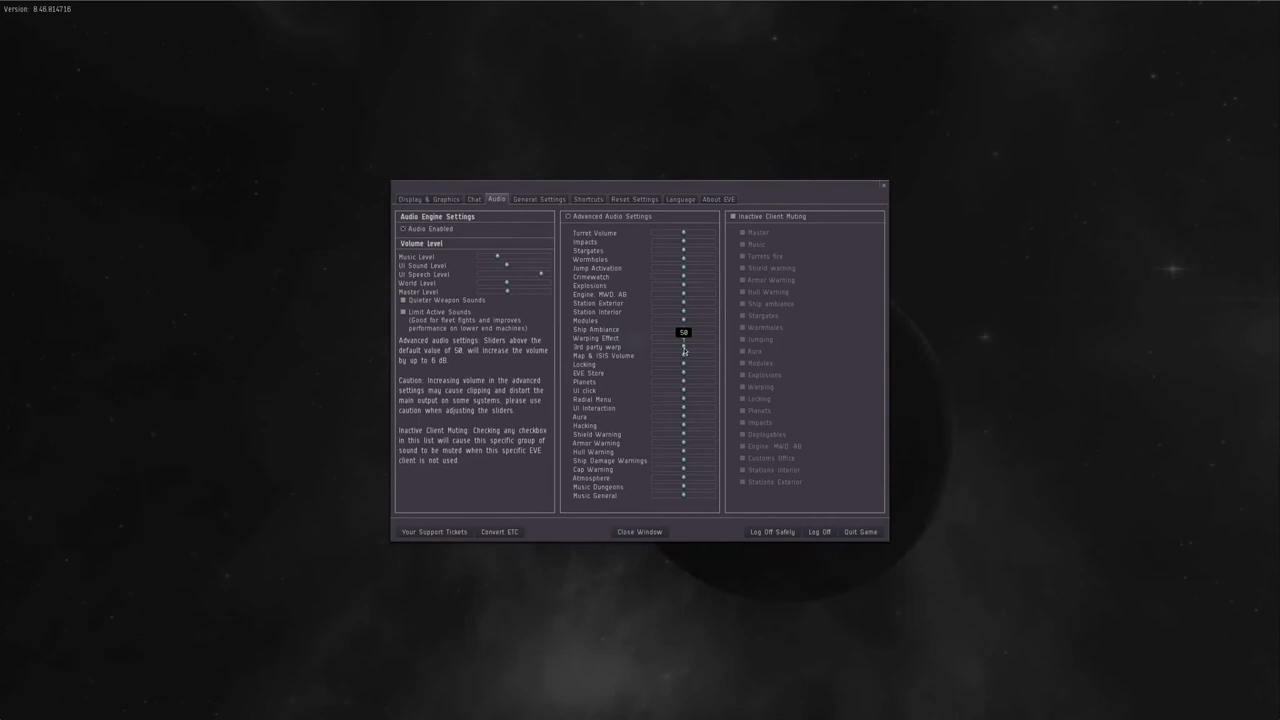 Version: 8.46.814716
Display & Graphics
Chat
Audio
General Settings
Shortcuts
Reset Settings
Language
About EVE
Audio Engine Settings
Audio Enabled
Volume Level
Music Level
UI Sound Level
UI Speech Level
World Level
Master Level
Quieter Weapon Sounds
Limit Active Sounds
(Good for fleet fights and improves
performance on lower end machines)
Advanced audio settings: Sliders above the
default value of 50, will increase the volume
by up to 6 dB.
Caution: Increasing volume in the advanced
settings may cause clipping and distort the
main output on some systems, please use
caution when adjusting the sliders.
Inactive Client Muting: Checking any checkbox
in this list will cause this specific group of
sound to be muted when this specific EVE
client is not used.
Advanced Audio Settings
Turret Volume
Impacts
Stargates
Wormholes
Jump Activation
Crimewatch
Explosions
Engine, MWD, AB
Station Exterior
Station Interior
Modules
Ship Ambiance
50
Warping Effect
3rd party warp
Map & ISIS Volume
Locking
EVE Store
Planets
UI click
Radial Menu
UI Interaction
Aura
Hacking
Shield Warning
Armor Warning
Hull Warning
Ship Damage Warnings
Cap Warning
Atmosphere
Music Dungeons
Music General
Inactive Client Muting
Master
Music
Turrets fire
Shield warning
Armor Warning
Hull Warning
Ship ambiance
Stargates
Wormholes
Jumping
Aura
Modules
Explosions
Warping
Locking
Planets
Impacts
Deployables
Engine, MWD, AB
Customs Office
Stations Interior
Stations Exterior
Your Support Tickets
Convert ETC
Close Window
Log Off Safely
Log Off
Quit Game